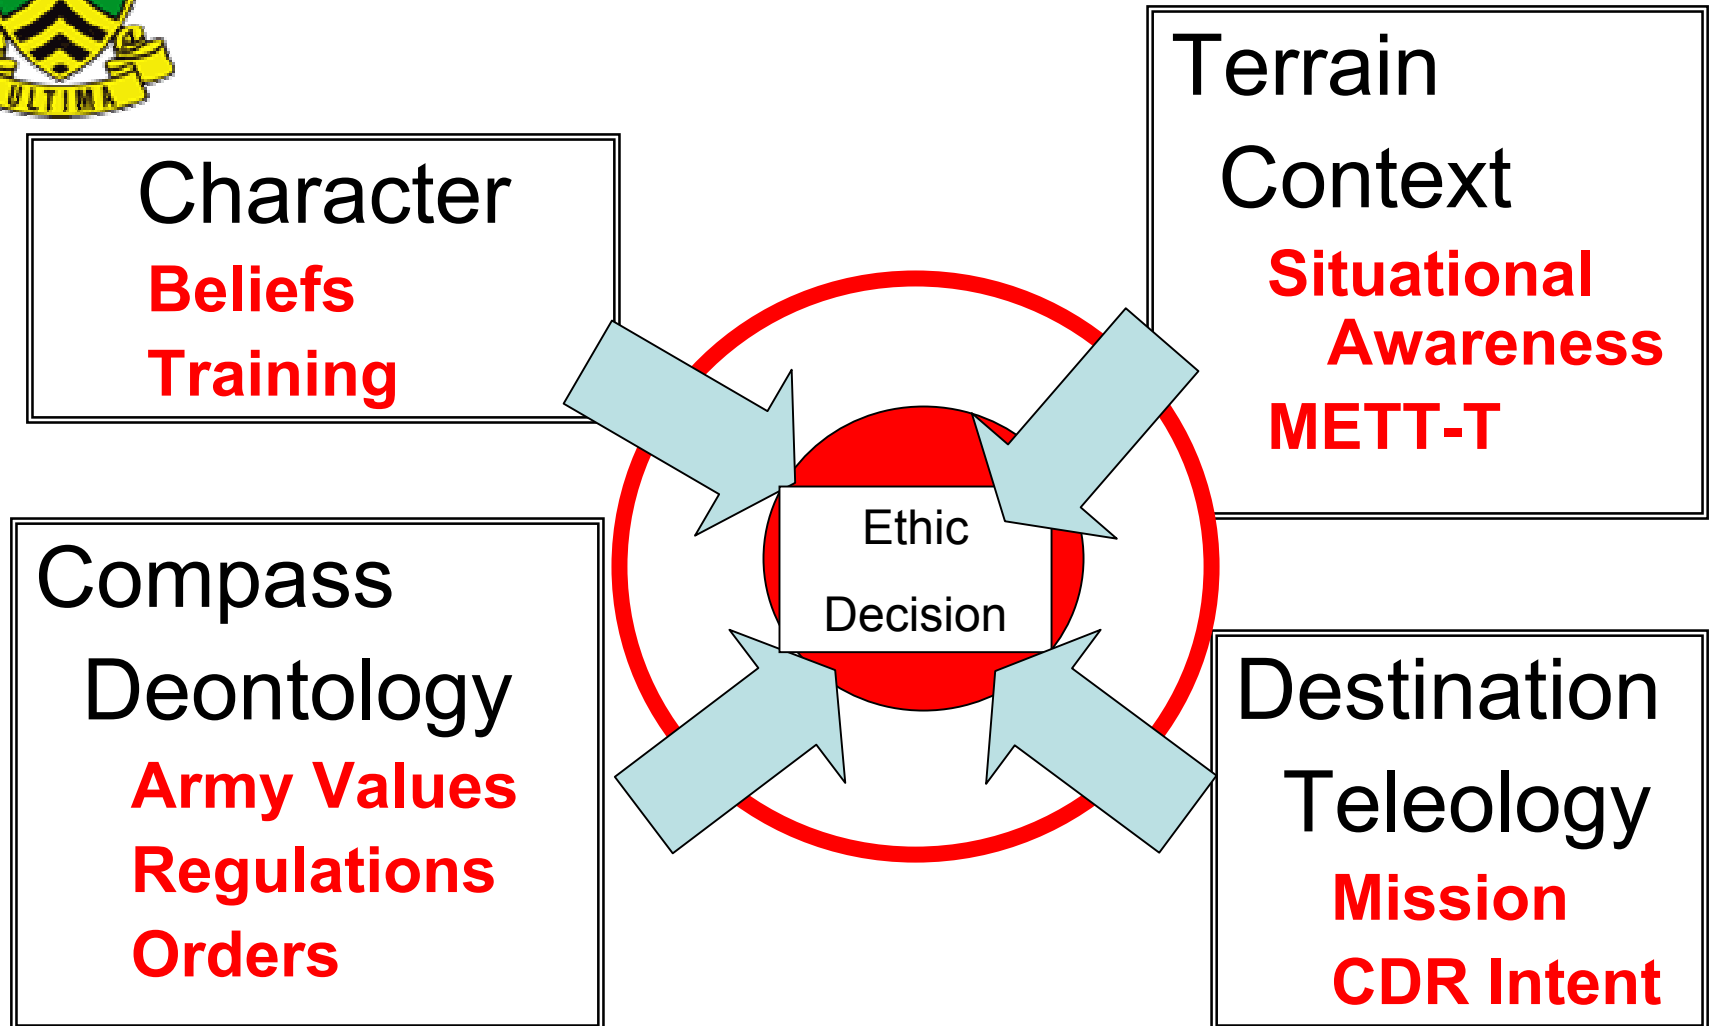 ULTIMA
Character
Beliefs
Training
Terrain
Context
Situational
Awareness
METT-T
Ethic
Decision
Compass
Deontology
Army Values
Regulations
Orders
Destination
Teleology
Mission
CDR Intent